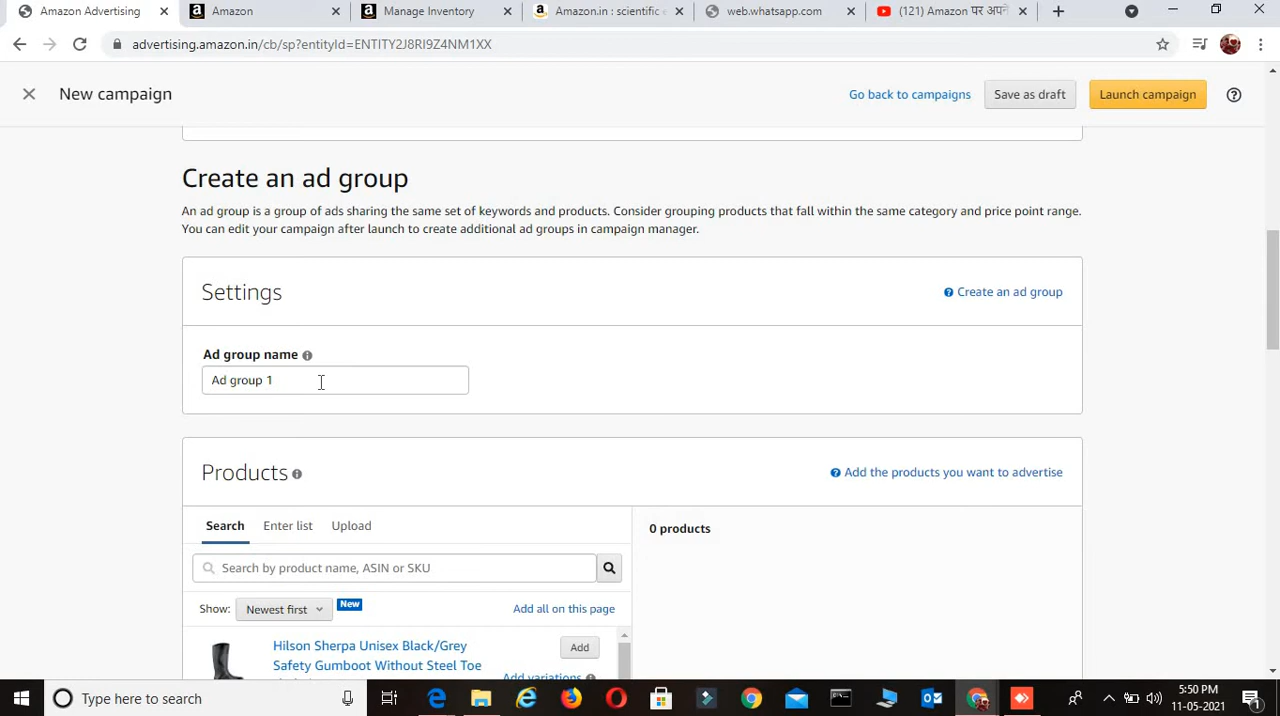 Amazon Advertising
Amazon
Manage Inventory
Amazon.in : scientific e
web.whatsapp.com
(121) Amazon पर अपने
advertising.amazon.in/cb/sp?entityId=ENTITY2J8RI9Z4NM1XX
New campaign
Go back to campaigns
Save as draft
Launch campaign
Create an ad group
An ad group is a group of ads sharing the same set of keywords and products. Consider grouping products that fall within the same category and price point range.
You can edit your campaign after launch to create additional ad groups in campaign manager.
Settings
Create an ad group
Ad group name
Ad group 1
Products
Add the products you want to advertise
Search
Enter list
Upload
0 products
Search by product name, ASIN or SKU
Show:
Newest first
New
Add all on this page
Hilson Sherpa Unisex Black/Grey
Add
Safety Gumboot Without Steel Toe
Add variations
Type here to search
5:50 PM
11-05-2021
1